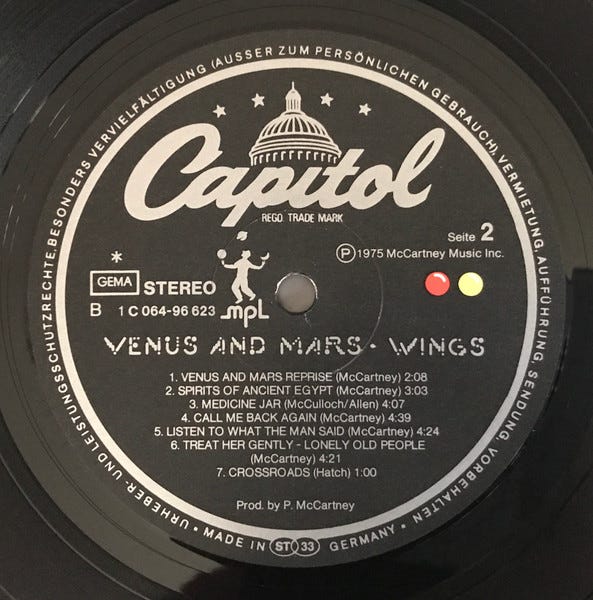 URHEBER- UND LEISTUNGSSCHUTZRECHTE, BESONDERS VERVIELFÄLTIGUNG (AUSSER ZUM PERSÖNLICHEN GEBRAUCH), VERMIETUNG, AUFFÜHRUNG, SENDUNG, VORBEHALTEN •
Capitol
REGD. TRADE MARK
Seite 2
Ⓟ 1975 McCartney Music Inc.
*
GEMA STEREO
B 1 C 064-96 623
mpl
VENUS AND MARS • WINGS
1. VENUS AND MARS REPRISE (McCartney) 2:08
2. SPIRITS OF ANCIENT EGYPT (McCartney) 3:03
3. MEDICINE JAR (McCulloch/Allen) 4:07
4. CALL ME BACK AGAIN (McCartney) 4:39
5. LISTEN TO WHAT THE MAN SAID (McCartney) 4:24
6. TREAT HER GENTLY - LONELY OLD PEOPLE
(McCartney) 4:21
7. CROSSROADS (Hatch) 1:00
Prod. by P. McCartney
• MADE IN ST 33 GERMANY •